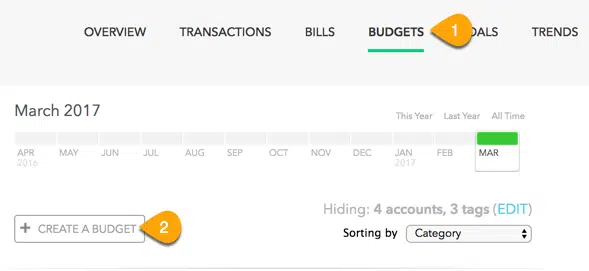 OVERVIEW TRANSACTIONS BILLS BUDGETS 1 OALS TRENDS
March 2017 This Year Last Year All Time
APR MAY JUN JUL AUG SEP OCT NOV DEC JAN FEB MAR
2016 2017
+ CREATE A BUDGET 2
Hiding: 4 accounts, 3 tags (EDIT)
Sorting by Category